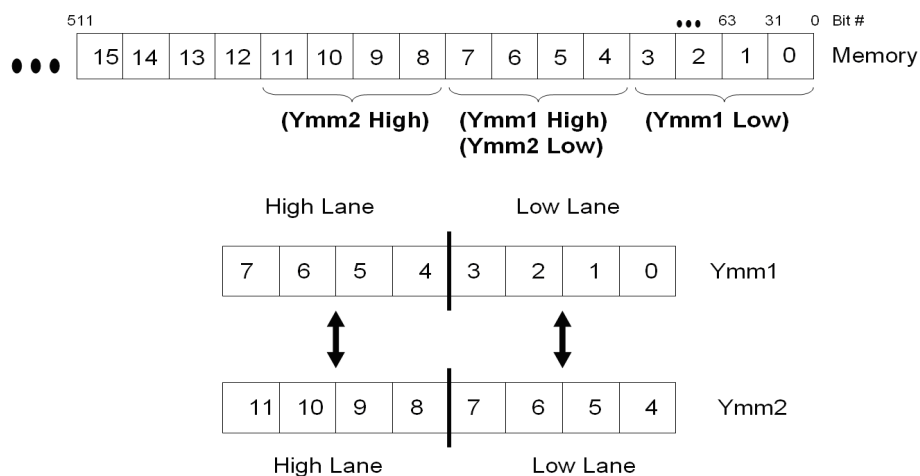 511 ••• 63 31 0 Bit #
••• 15 14 13 12 11 10 9 8 7 6 5 4 3 2 1 0 Memory
(Ymm2 High) (Ymm1 High) (Ymm1 Low)
(Ymm2 Low)
High Lane Low Lane
7 6 5 4 3 2 1 0 Ymm1
11 10 9 8 7 6 5 4 Ymm2
High Lane Low Lane